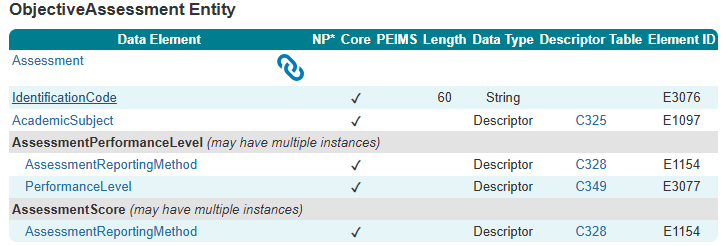 ObjectiveAssessment Entity
Data Element NP* Core PEIMS Length Data Type Descriptor Table Element ID
Assessment
IdentificationCode ✓ 60 String E3076
AcademicSubject ✓ Descriptor C325 E1097
AssessmentPerformanceLevel (may have multiple instances)
AssessmentReportingMethod ✓ Descriptor C328 E1154
PerformanceLevel ✓ Descriptor C349 E3077
AssessmentScore (may have multiple instances)
AssessmentReportingMethod ✓ Descriptor C328 E1154